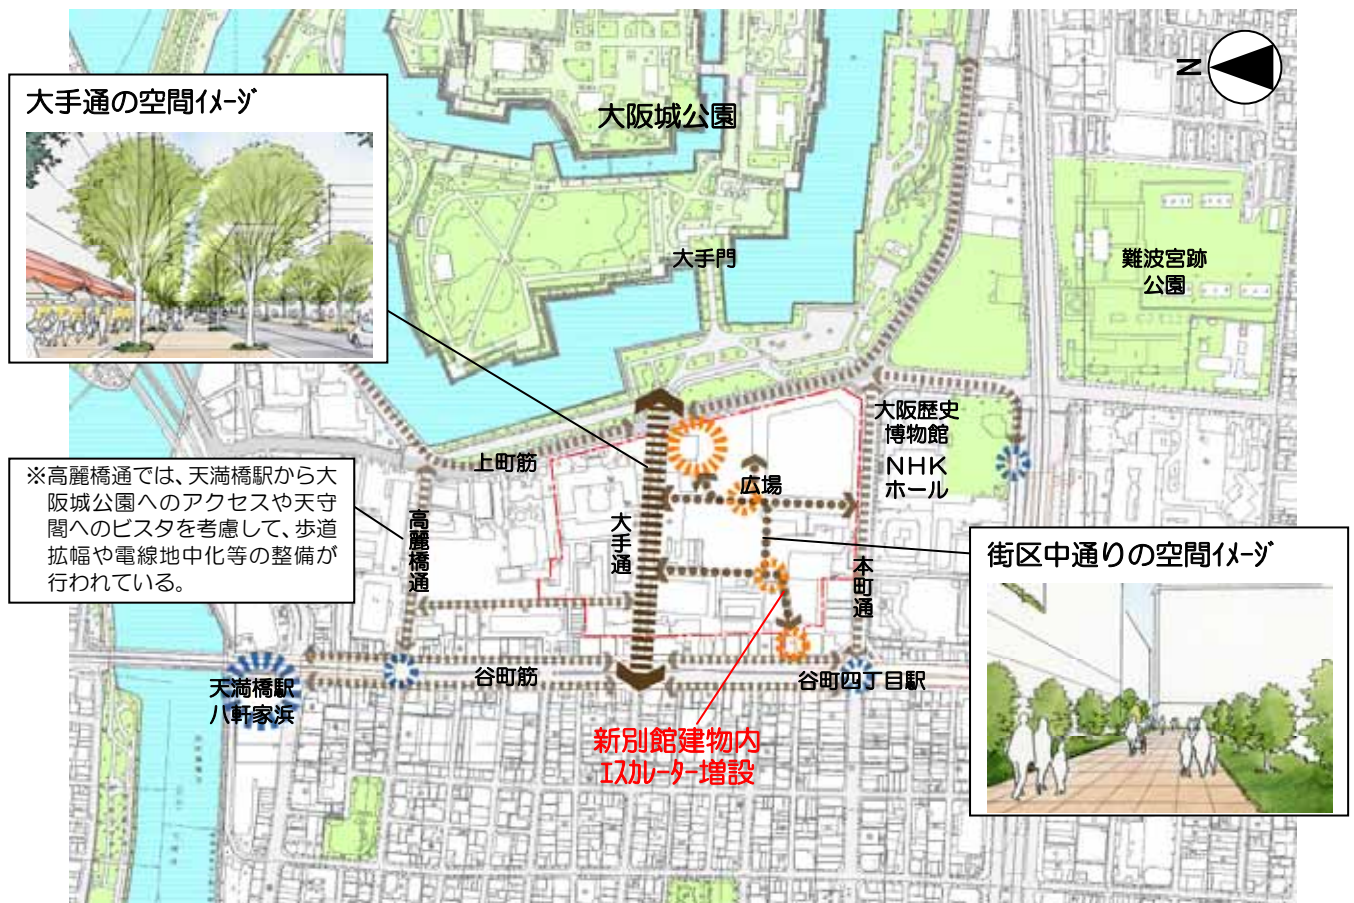 大手通の空間イメージ
大阪城公園
N
大手門
難波宮跡
公園
大阪歴史
博物館
NHK
ホール
上町筋
広場
※高麗橋通では、天満橋駅から大
阪城公園へのアクセスや天守
閣へのビスタを考慮して、歩道
拡幅や電線地中化等の整備が
行われている。
高麗橋通
大手通
本町通
街区中通りの空間イメージ
谷町筋
谷町四丁目駅
天満橋駅
八軒家浜
新別館建物内
エスカレーター増設